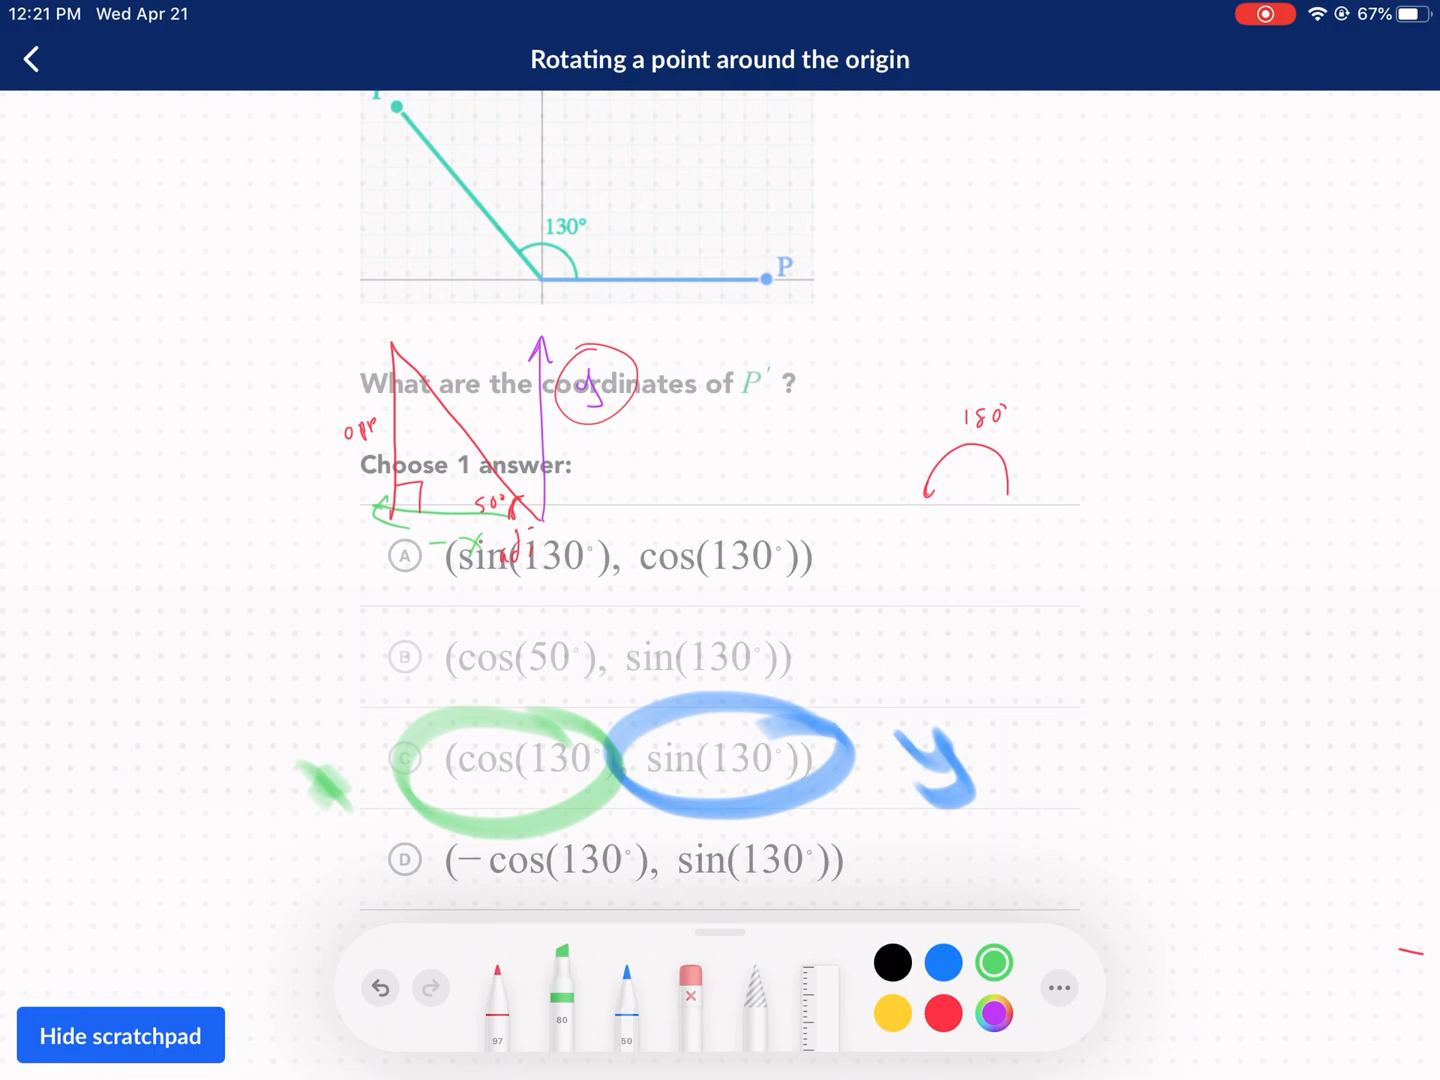 12:21 PM Wed Apr 21
67%
Rotating a point around the origin
130°
P
What are the coordinates of P' ?
y
opp
180°
Choose 1 answer:
50°
- x
adj
A (sin(130°), cos(130°))
B (cos(50°), sin(130°))
C (cos(130° sin(130°))
x
y
D (− cos(130°), sin(130°))
97
80
50
Hide scratchpad